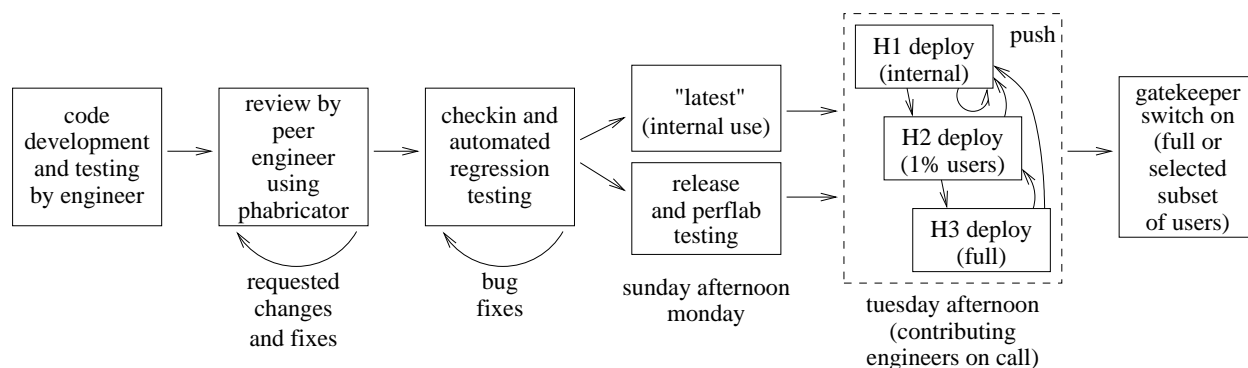 code
development
and testing
by engineer
review by
peer
engineer
using
phabricator
requested
changes
and fixes
checkin and
automated
regression
testing
bug
fixes
"latest"
(internal use)
release
and perflab
testing
sunday afternoon
monday
push
H1 deploy
(internal)
H2 deploy
(1% users)
H3 deploy
(full)
tuesday afternoon
(contributing
engineers on call)
gatekeeper
switch on
(full or
selected
subset
of users)